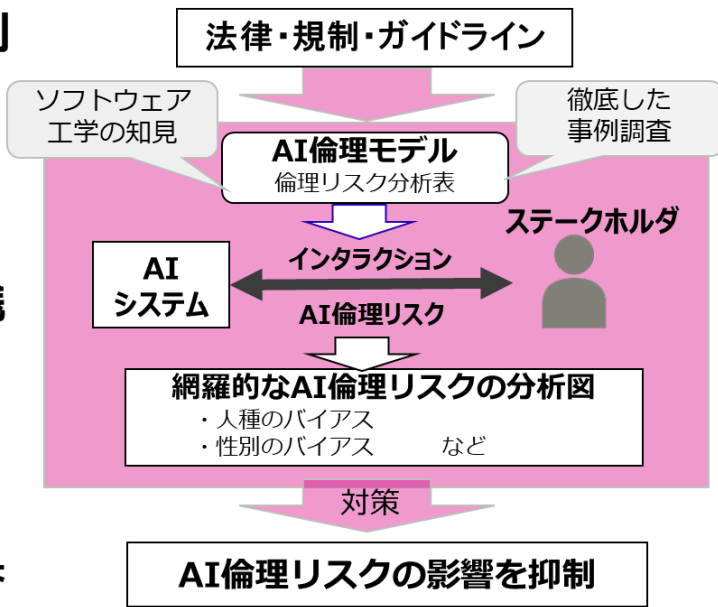 法律・規制・ガイドライン
ソフトウェア
工学の知見
徹底した
事例調査
AI倫理モデル
倫理リスク分析表
ステークホルダ
AI
システム
インタラクション
AI倫理リスク
網羅的なAI倫理リスクの分析図
・人種のバイアス
・性別のバイアス　　など
対策
AI倫理リスクの影響を抑制